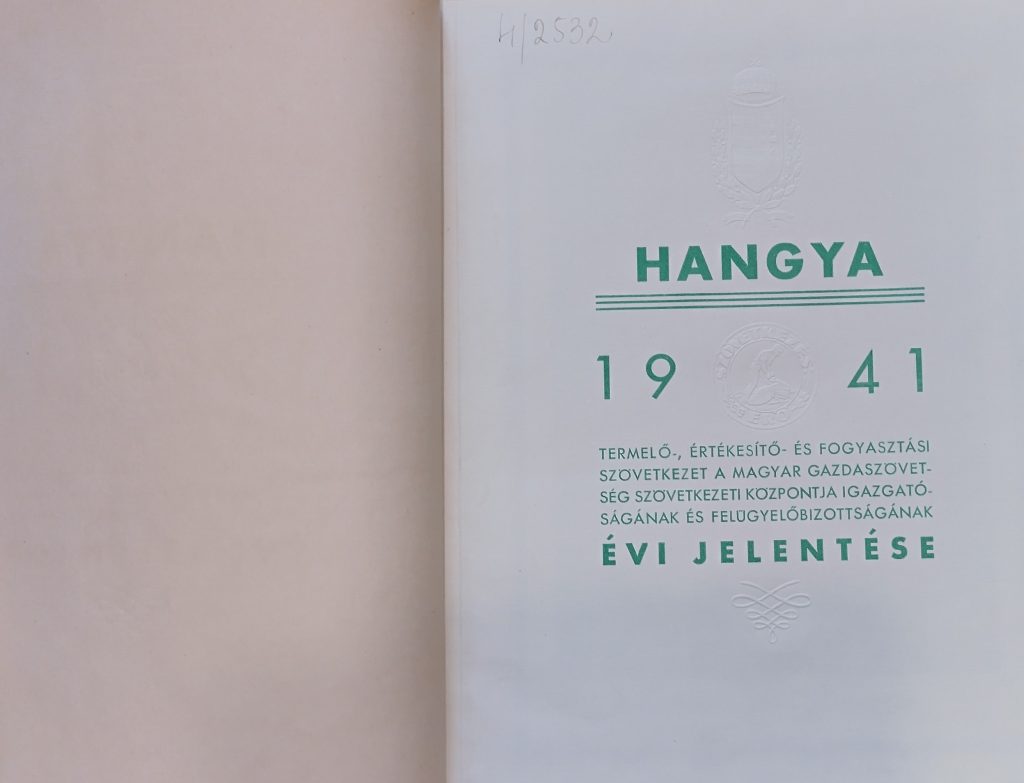 4/2532
HANGYA
19 41
TERMELŐ-, ÉRTÉKESÍTŐ- ÉS FOGYASZTÁSI
SZÖVETKEZET A MAGYAR GAZDASZÖVET-
SÉG SZÖVETKEZETI KÖZPONTJA IGAZGATÓ-
SÁGÁNAK ÉS FELÜGYELŐBIZOTTSÁGÁNAK
ÉVI JELENTÉSE